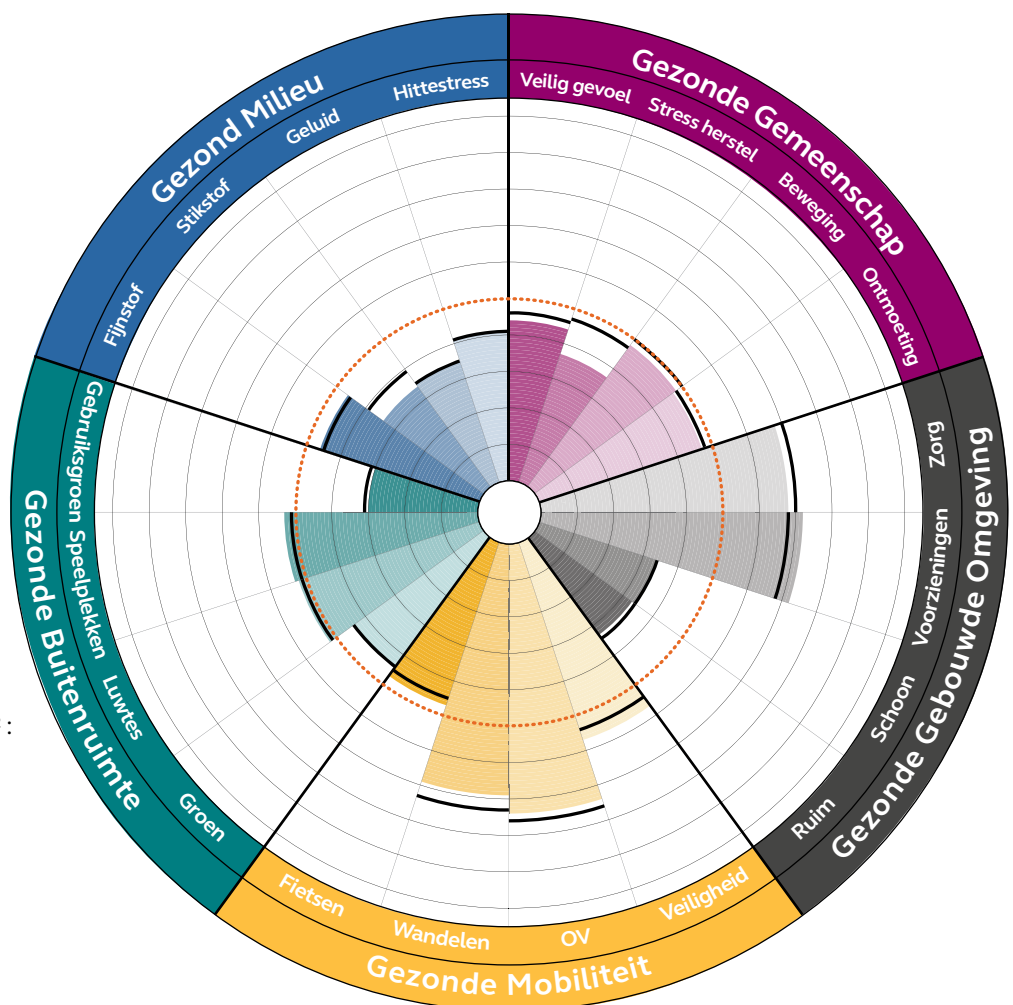 Gezond Milieu
Fijnstof
Stikstof
Geluid
Hittestress
Gezonde Gemeenschap
Veilig gevoel
Stress herstel
Beweging
Ontmoeting
Gezonde Gebouwde Omgeving
Zorg
Voorzieningen
Schoon
Ruim
Gezonde Mobiliteit
Veiligheid
OV
Wandelen
Fietsen
Gezonde Buitenruimte
Groen
Luwtes
Speelplekken
Gebruiksgroen
: